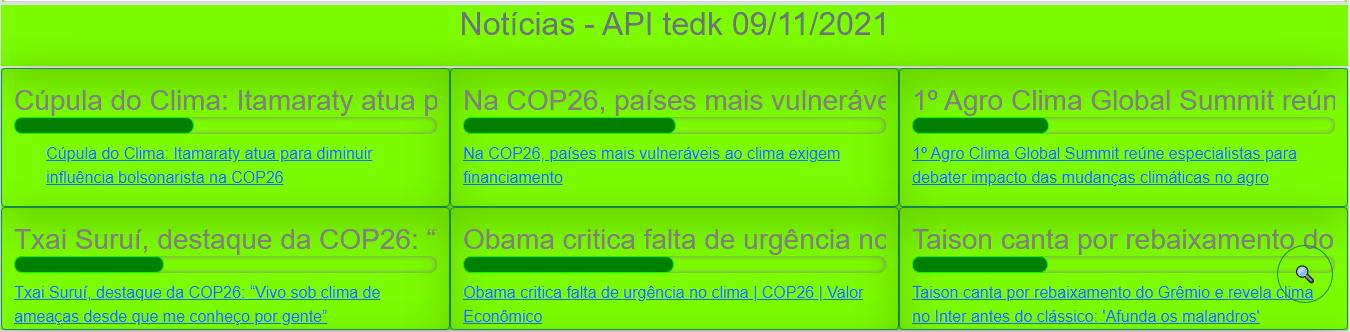 Notícias - API tedk 09/11/2021
Cúpula do Clima: Itamaraty atua p
Cúpula do Clima: Itamaraty atua para diminuir
influência bolsonarista na COP26
Na COP26, países mais vulneráve
Na COP26, países mais vulneráveis ao clima exigem
financiamento
1º Agro Clima Global Summit reún
1º Agro Clima Global Summit reúne especialistas para
debater impacto das mudanças climáticas no agro
Txai Suruí, destaque da COP26: “
Txai Suruí, destaque da COP26: “Vivo sob clima de
ameaças desde que me conheço por gente”
Obama critica falta de urgência no
Obama critica falta de urgência no clima | COP26 | Valor
Econômico
Taison canta por rebaixamento do
Taison canta por rebaixamento do Grêmio e revela clima
no Inter antes do clássico: 'Afunda os malandros'